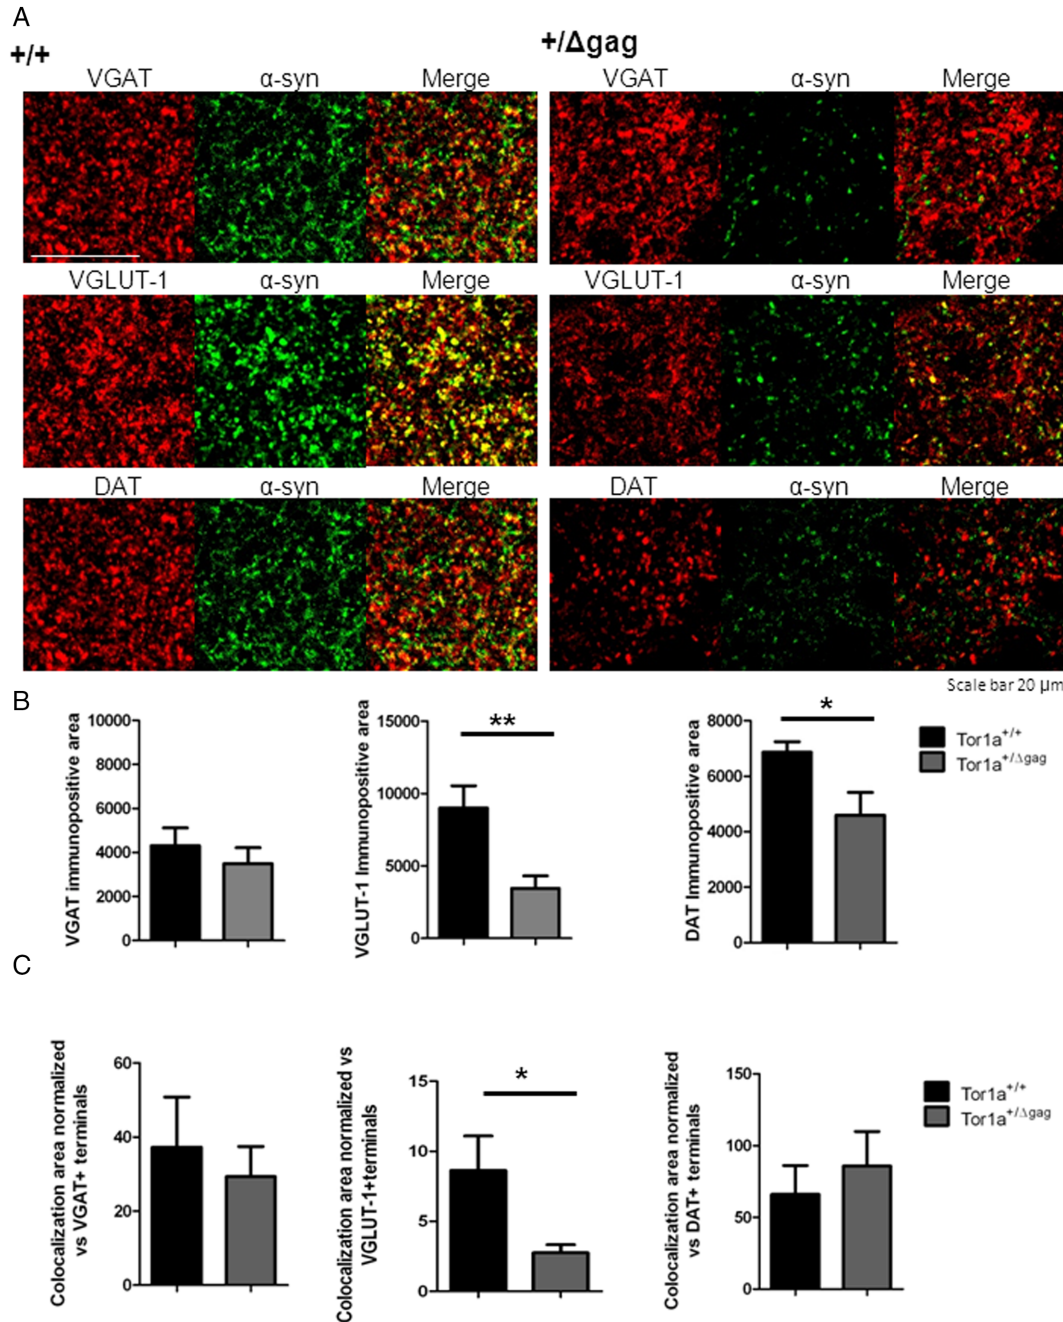 A
+/+
+/Δgag
VGAT α-syn Merge VGAT α-syn Merge
VGLUT-1 α-syn Merge VGLUT-1 α-syn Merge
DAT α-syn Merge DAT α-syn Merge
Scale bar 20 µm
B
VGAT immunopositive area
10000
8000
6000
4000
2000
0
VGLUT-1 Immunopositive area
15000
10000
5000
0
**
DAT Immunopositive area
8000
6000
4000
2000
0
*
Tor1a+/+
Tor1a+/Δgag
C
Colocalization area normalized
vs VGAT+ terminals
60
40
20
0
Colocalization area normalized vs
VGLUT-1+terminals
15
10
5
0
*
Colocalization area normalized
vs DAT+ terminals
150
100
50
0
Tor1a+/+
Tor1a+/Δgag